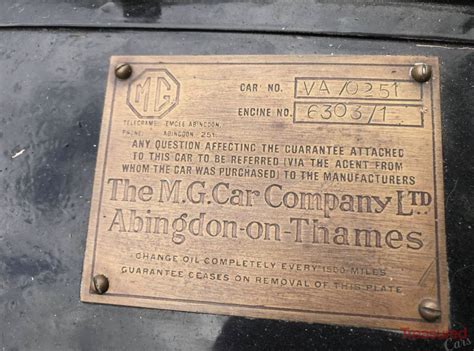 MG
CAR NO. VA/0251
ENGINE NO. 6303/1
TELEGRAMS: EMGEE ABINGDON
PHONE: ABINGDON 251
ANY QUESTION AFFECTING THE GUARANTEE ATTACHED
TO THIS CAR TO BE REFERRED (VIA THE AGENT FROM
WHOM THE CAR WAS PURCHASED) TO THE MANUFACTURERS
The M.G. Car Company LTD
Abingdon-on-Thames
CHANGE OIL COMPLETELY EVERY 1500 MILES
GUARANTEE CEASES ON REMOVAL OF THIS PLATE
Cars